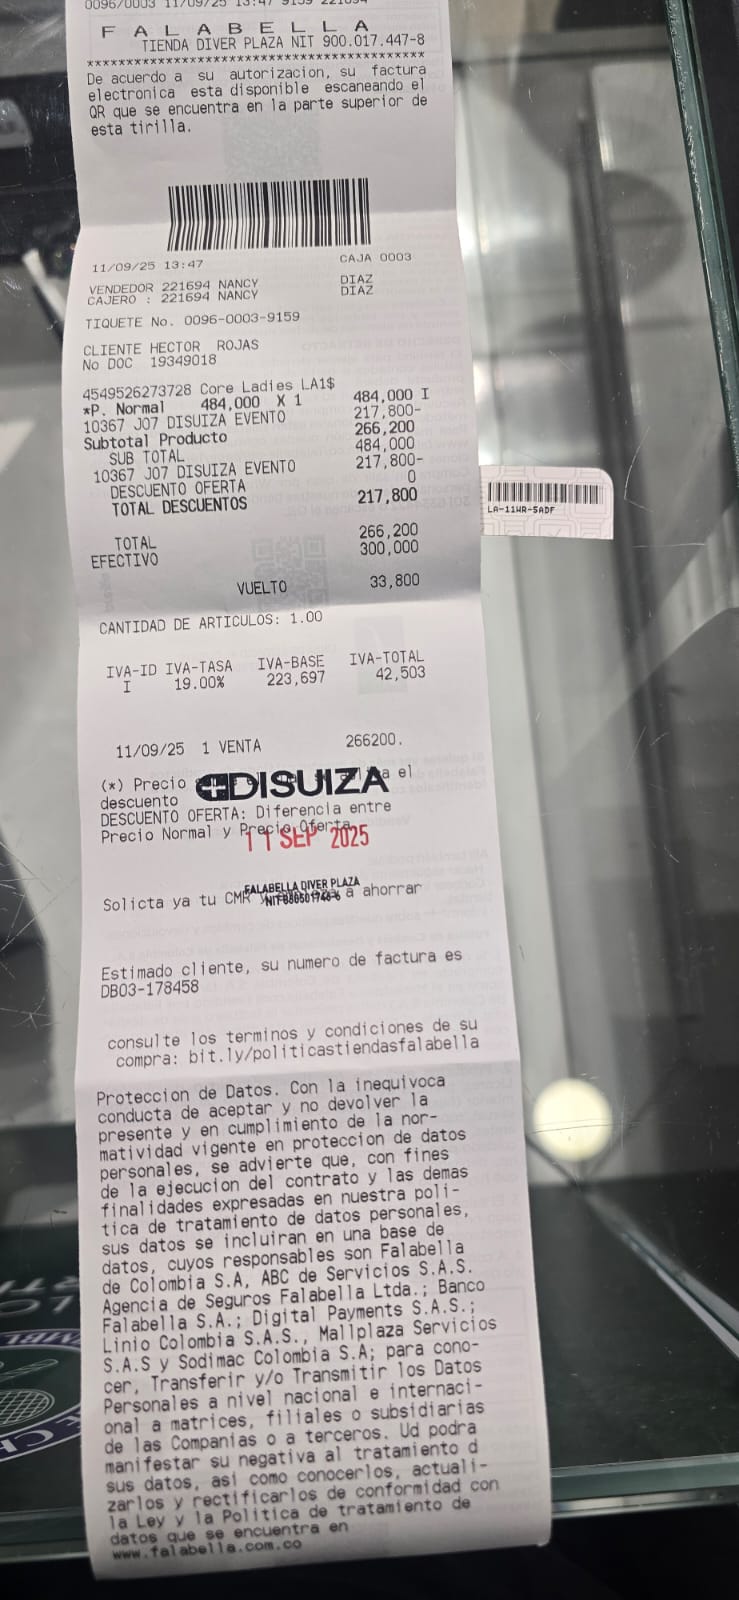 0096/0003 11/09/25 13:47 9159 221694
F A L A B E L L A
TIENDA DIVER PLAZA NIT 900.017.447-8
*******************************************
De acuerdo a su autorizacion, su factura
electronica esta disponible escaneando el
QR que se encuentra en la parte superior de
esta tirilla.
11/09/25 13:47 CAJA 0003
VENDEDOR 221694 NANCY DIAZ
CAJERO : 221694 NANCY DIAZ
TIQUETE No. 0096-0003-9159
CLIENTE HECTOR ROJAS
No DOC 19349018
4549526273728 Core Ladies LA1$
*P. Normal 484,000 X 1 484,000 I
10367 J07 DISUIZA EVENTO 217,800-
Subtotal Producto 266,200
SUB TOTAL 484,000
10367 J07 DISUIZA EVENTO 217,800-
DESCUENTO OFERTA 0
TOTAL DESCUENTOS 217,800
TOTAL 266,200
EFECTIVO 300,000
VUELTO 33,800
CANTIDAD DE ARTICULOS: 1.00
IVA-ID IVA-TASA IVA-BASE IVA-TOTAL
I 19.00% 223,697 42,503
11/09/25 1 VENTA 266200.
(*) Precio el
descuento
DISUIZA
DESCUENTO OFERTA: Diferencia entre
Precio Normal y Precio Oferta
11 SEP 2025
Solicta ya tu CMR a ahorrar
FALABELLA DIVER PLAZA
Estimado cliente, su numero de factura es
DB03-178458
consulte los terminos y condiciones de su
compra: bit.ly/politicastiendasfalabella
Proteccion de Datos. Con la inequivoca
conducta de aceptar y no devolver la
presente y en cumplimiento de la nor-
matividad vigente en proteccion de datos
personales, se advierte que, con fines
de la ejecucion del contrato y las demas
finalidades expresadas en nuestra poli-
tica de tratamiento de datos personales,
sus datos se incluiran en una base de
datos, cuyos responsables son Falabella
de Colombia S.A, ABC de Servicios S.A.S.
Agencia de Seguros Falabella Ltda.; Banco
Falabella S.A.; Digital Payments S.A.S.;
Linio Colombia S.A.S., Mallplaza Servicios
S.A.S y Sodimac Colombia S.A; para cono-
cer, Transferir y/o Transmitir los Datos
Personales a nivel nacional e internaci-
onal a matrices, filiales o subsidiarias
de las Companias o a terceros. Ud podra
manifestar su negativa al tratamiento d
sus datos, asi como conocerlos, actuali-
zarlos y rectificarlos de conformidad con
la Ley y la Politica de tratamiento de
datos que se encuentra en
www.falabella.com.co
LA-11WR-5ADF